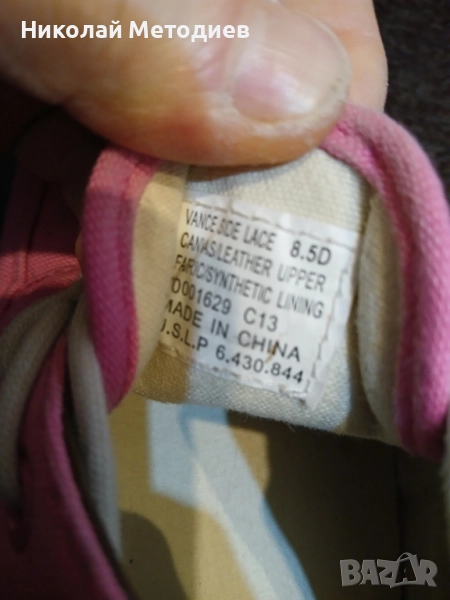 Николай Методиев
VANCE SIDE LACE 8.5D
CANVAS/LEATHER UPPER
FABRIC/SYNTHETIC LINING
D001629 C13
MADE IN CHINA
U.S.L.P 6.430.844
bazar